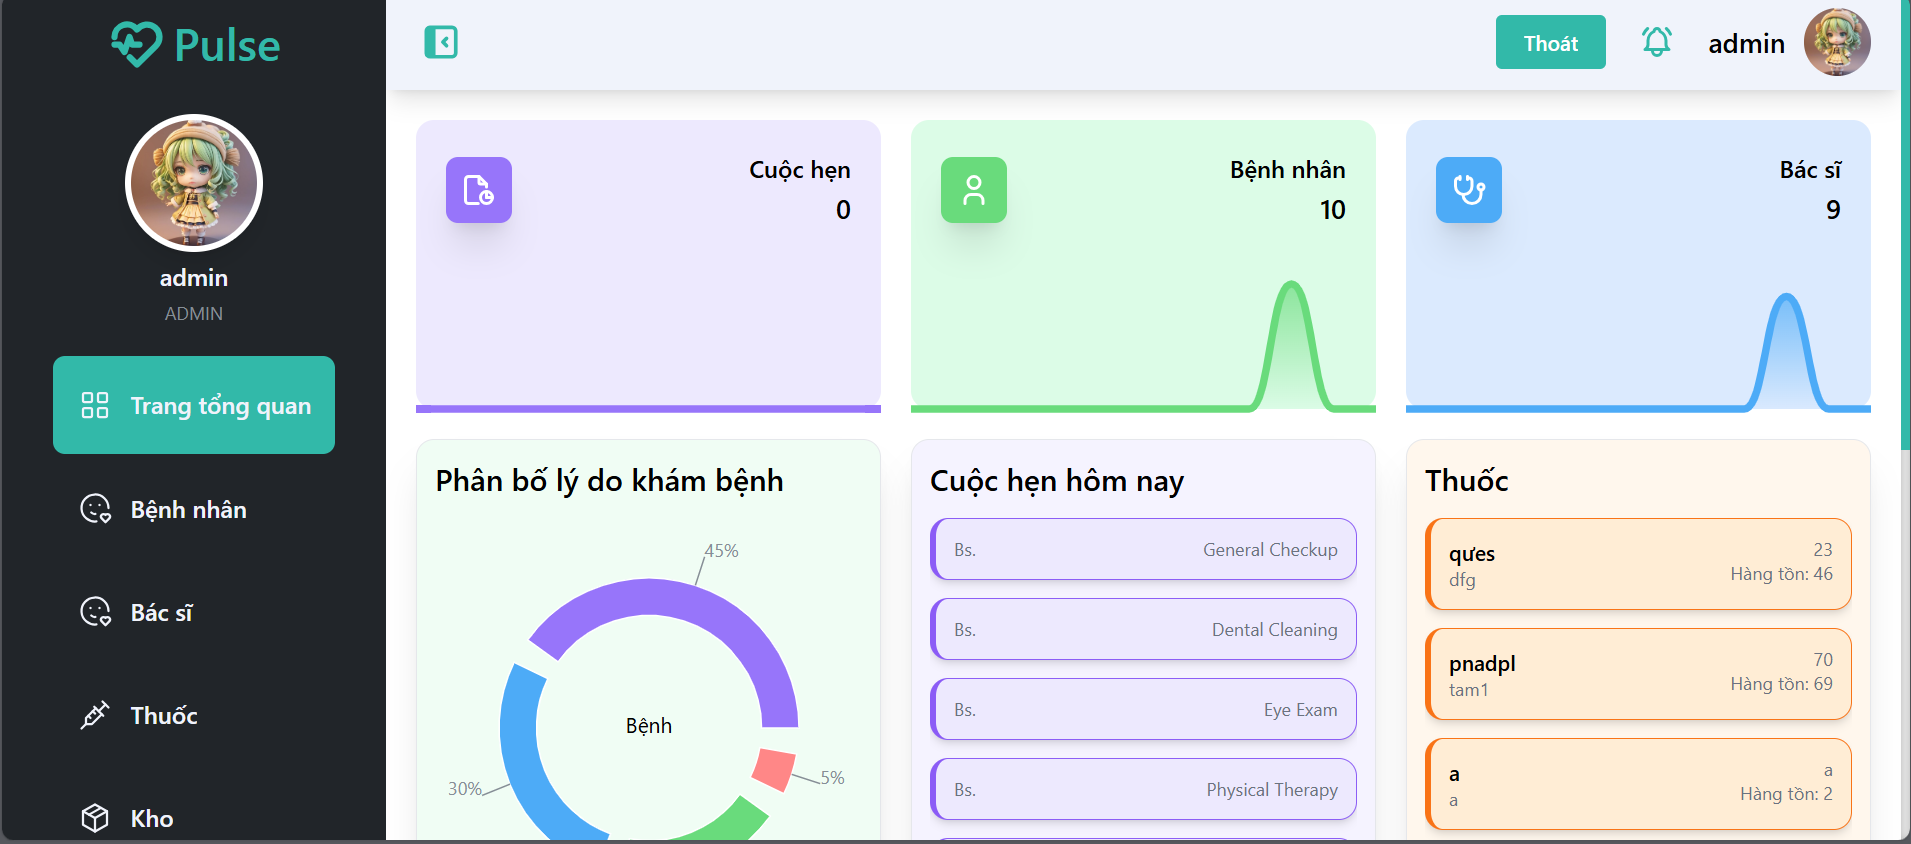 Pulse
admin
ADMIN
Trang tổng quan
Bệnh nhân
Bác sĩ
Thuốc
Kho
Thoát
admin
Cuộc hẹn
0
Bệnh nhân
10
Bác sĩ
9
Phân bố lý do khám bệnh
45%
Bệnh
5%
30%
Cuộc hẹn hôm nay
Bs. General Checkup
Bs. Dental Cleaning
Bs. Eye Exam
Bs. Physical Therapy
Thuốc
qưes 23
dfg Hàng tồn: 46
pnadpl 70
tam1 Hàng tồn: 69
a a
a Hàng tồn: 2